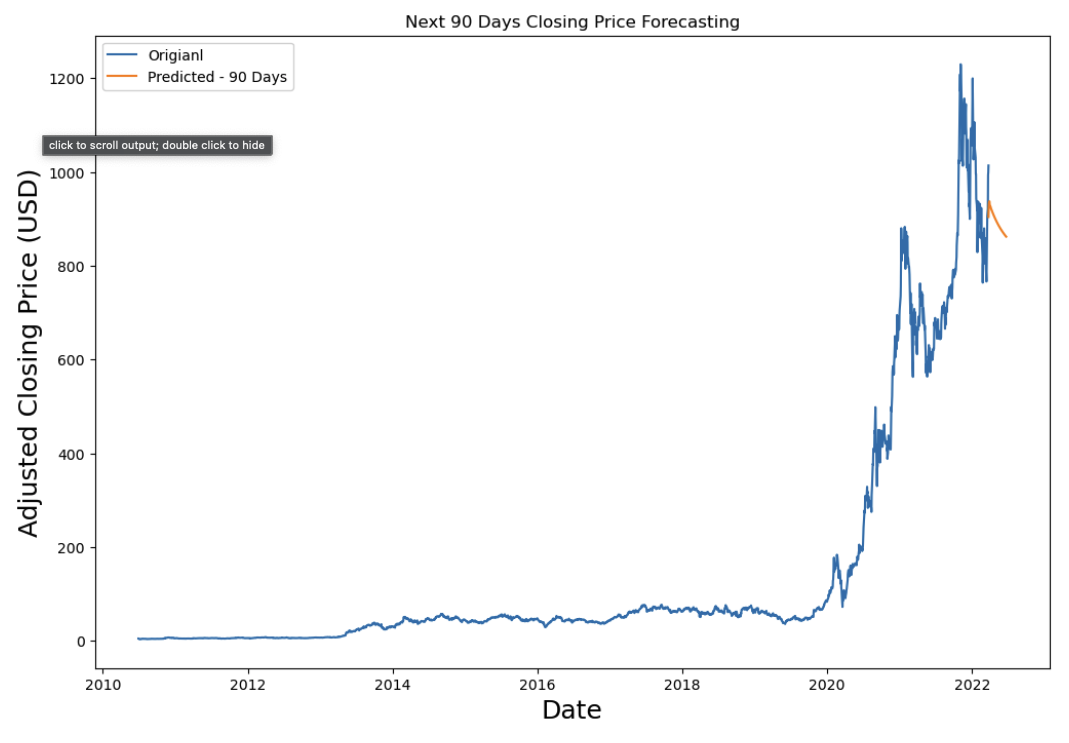 Next 90 Days Closing Price Forecasting
Origianl
Predicted - 90 Days
click to scroll output; double click to hide
Adjusted Closing Price (USD)
1200
1000
800
600
400
200
0
2010
2012
2014
2016
2018
2020
2022
Date